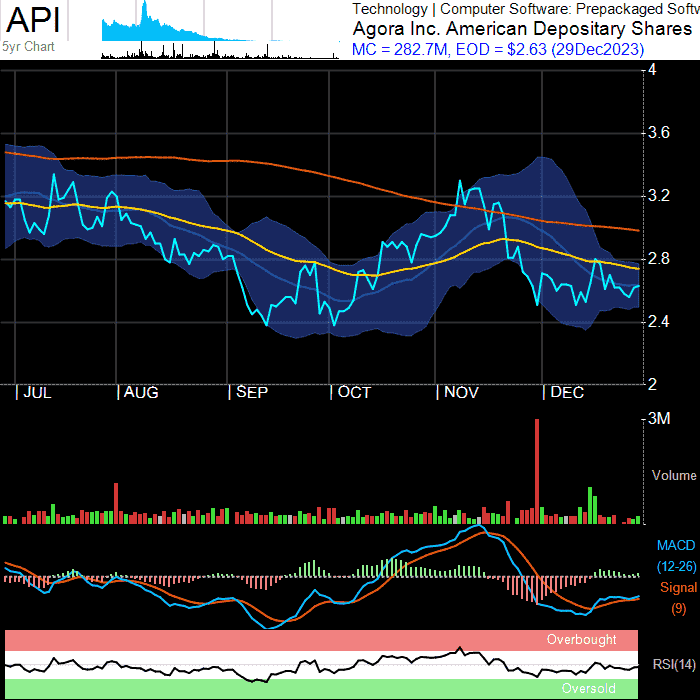 API
5yr Chart
Technology | Computer Software: Prepackaged Softw
Agora Inc. American Depositary Shares
MC = 282.7M, EOD = $2.63 (29Dec2023)
4
3.6
3.2
2.8
2.4
2
JUL AUG SEP OCT NOV DEC
3M
Volume
MACD
(12-26)
Signal
(9)
Overbought
RSI(14)
Oversold